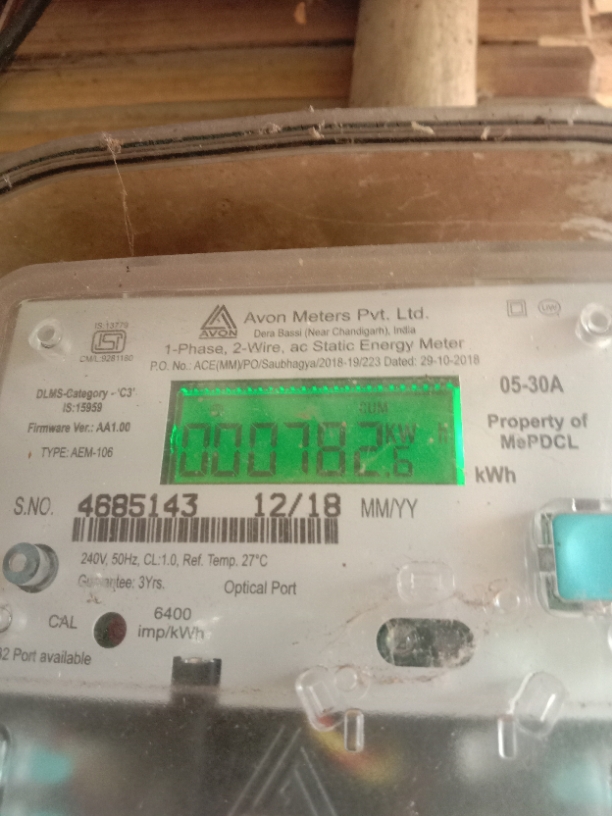 IS:13779
ISI
CM/L:9281180
AVON
Avon Meters Pvt. Ltd.
Dera Bassi (Near Chandigarh), India
1-Phase, 2-Wire, ac Static Energy Meter
P.O. No.: ACE(MM)/PO/Saubhagya/2018-19/223 Dated: 29-10-2018
DLMS-Category - 'C3'
IS:15959
Firmware Ver.: AA1.00
TYPE: AEM-106
CUM
000782.6 KW H
kWh
05-30A
Property of
MePDCL
S.NO. 4685143 12/18 MM/YY
240V, 50Hz, CL:1.0, Ref. Temp. 27°C
Guarantee: 3Yrs.
Optical Port
CAL
6400
imp/kWh
Port available